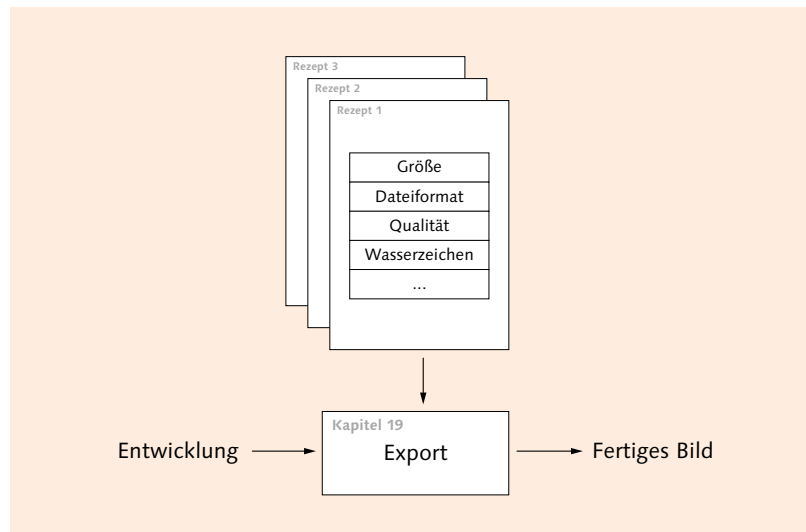 Rezept 3
Rezept 2
Rezept 1
Größe
Dateiformat
Qualität
Wasserzeichen
...
Kapitel 19
Entwicklung
Export
Fertiges Bild